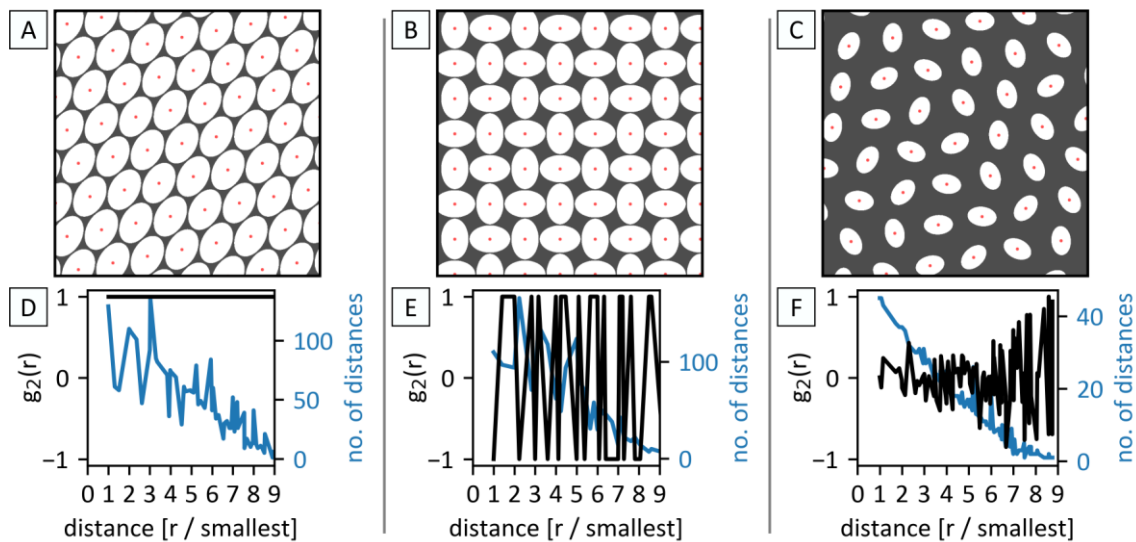 A
B
C
D
1
0
−1
g₂(r)
100
50
0
no. of distances
0 1 2 3 4 5 6 7 8 9
distance [r / smallest]
E
1
0
−1
g₂(r)
100
0
no. of distances
0 1 2 3 4 5 6 7 8 9
distance [r / smallest]
F
1
0
−1
g₂(r)
40
20
0
no. of distances
0 1 2 3 4 5 6 7 8 9
distance [r / smallest]